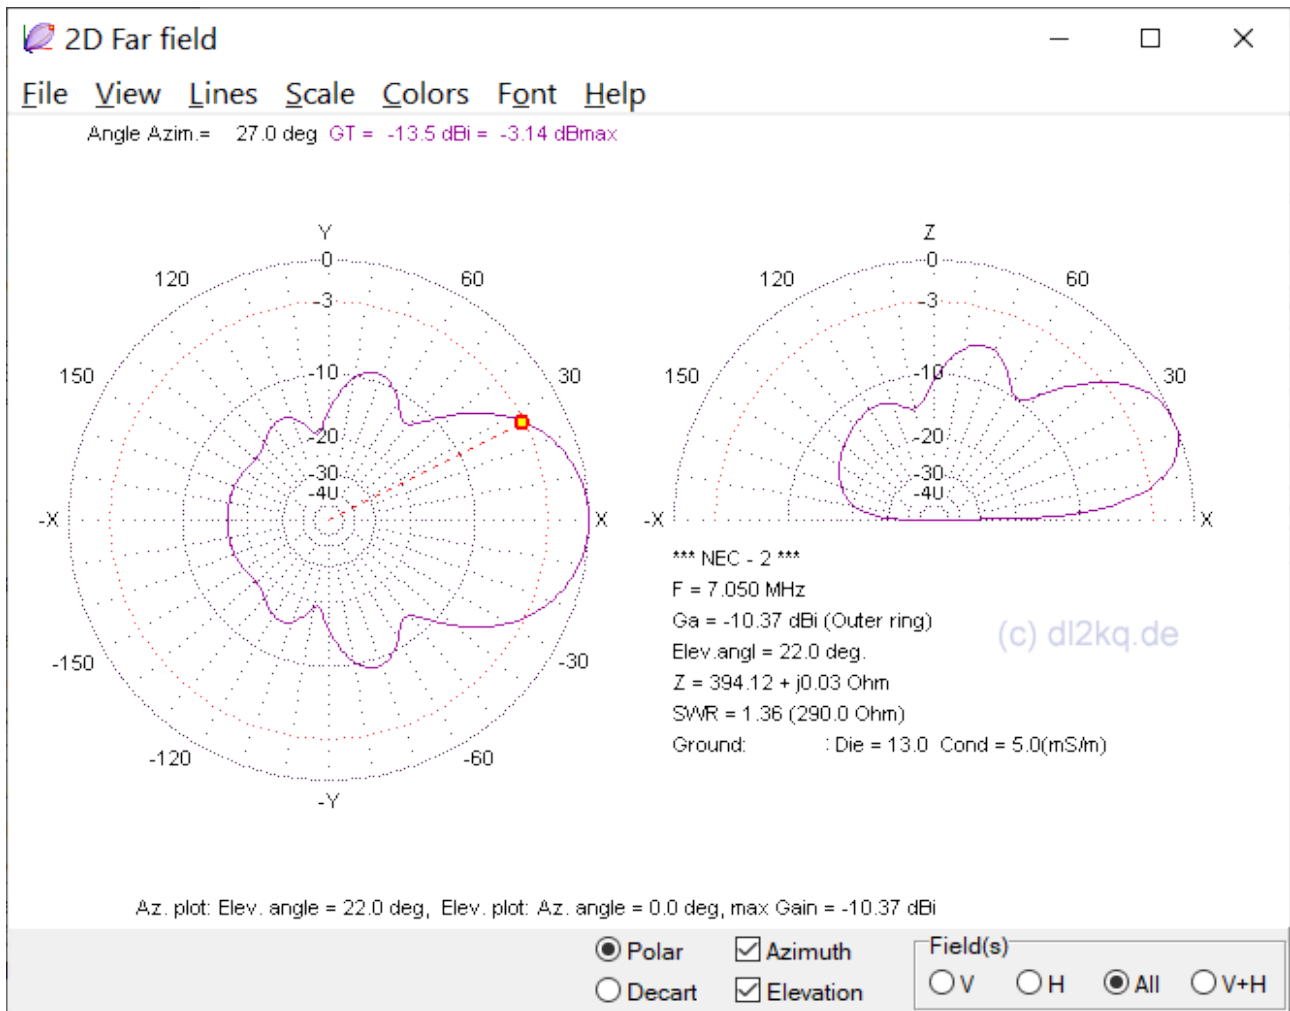 2D Far field
File View Lines Scale Colors Font Help
Angle Azim.= 27.0 deg GT = -13.5 dBi = -3.14 dBmax
Y
0
-3
-10
-20
-30
-40
120
60
150
30
-X
X
-150
-30
-120
-60
-Y
Z
0
-3
-10
-20
-30
-40
120
60
150
30
-X
X
*** NEC - 2 ***
F = 7.050 MHz
Ga = -10.37 dBi (Outer ring)
Elev.angl = 22.0 deg.
Z = 394.12 + j0.03 Ohm
SWR = 1.36 (290.0 Ohm)
Ground: : Die = 13.0 Cond = 5.0(mS/m)
(c) dl2kq.de
Az. plot: Elev. angle = 22.0 deg, Elev. plot: Az. angle = 0.0 deg, max Gain = -10.37 dBi
Polar Azimuth Field(s)
Decart Elevation V H All V+H